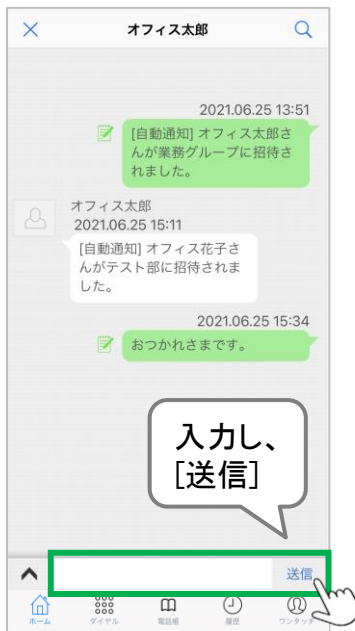 オフィス太郎
2021.06.25 13:51
[自動通知] オフィス太郎さ
んが業務グループに招待さ
れました。
オフィス太郎
2021.06.25 15:11
[自動通知] オフィス花子さ
んがテスト部に招待されま
した。
2021.06.25 15:34
おつかれさまです。
入力し、
[送信]
送信
ホーム ダイヤル 電話帳 履歴 ワンタッチ